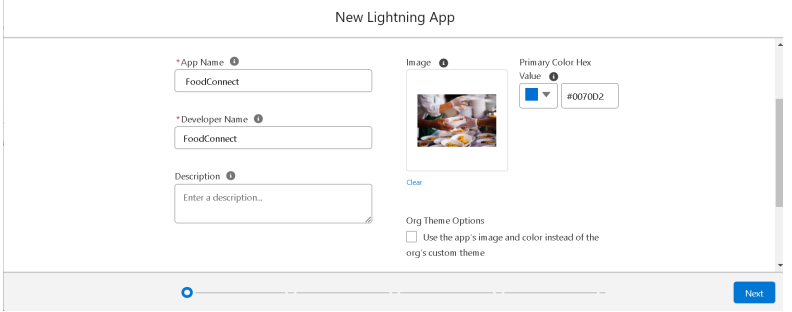 New Lightning App
*App Name
FoodConnect
*Developer Name
FoodConnect
Description
Enter a description...
Image
Clear
Primary Color Hex
Value
#0070D2
Org Theme Options
Use the app's image and color instead of the
org's custom theme
Next